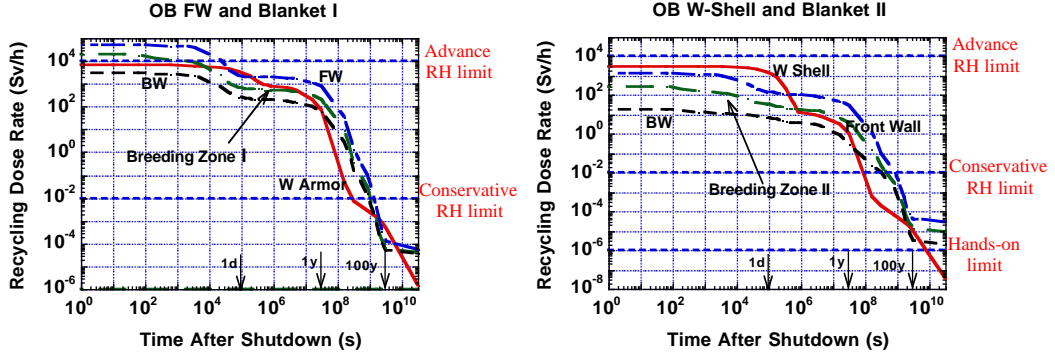 OB FW and Blanket I
Recycling Dose Rate (Sv/h)
10^4
10^2
10^0
10^-2
10^-4
10^-6
BW
FW
Breeding Zone I
W Armor
1d
1y
100y
Advance
RH limit
Conservative
RH limit
10^0 10^2 10^4 10^6 10^8 10^10
Time After Shutdown (s)
OB W-Shell and Blanket II
Recycling Dose Rate (Sv/h)
10^4
10^2
10^0
10^-2
10^-4
10^-6
10^-8
W Shell
BW
Front Wall
Breeding Zone II
1d
1y
100y
Advance
RH limit
Conservative
RH limit
Hands-on
limit
10^0 10^2 10^4 10^6 10^8 10^10
Time After Shutdown (s)